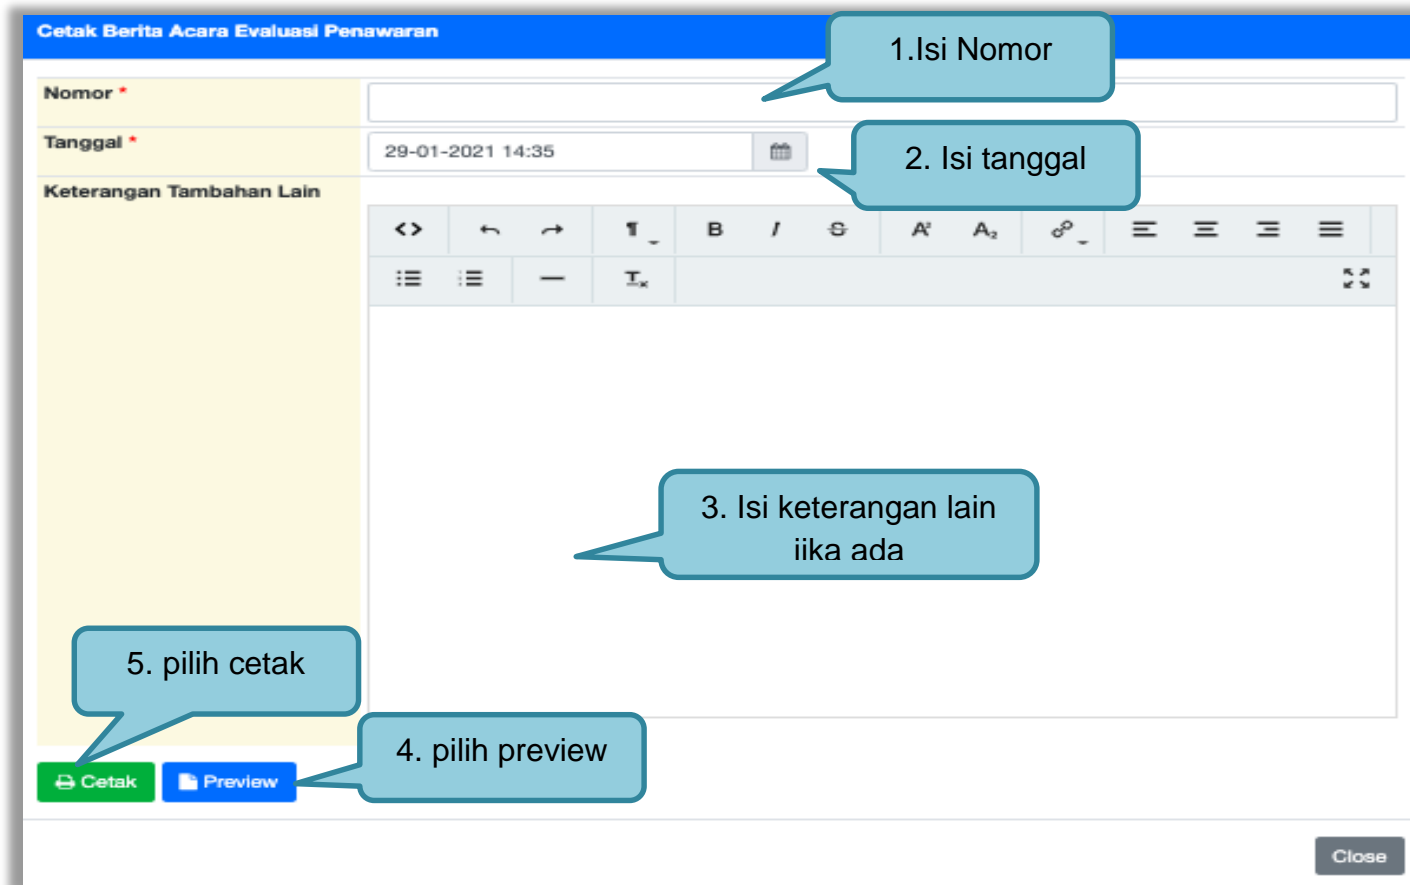 Cetak Berita Acara Evaluasi Penawaran
1.Isi Nomor
Nomor *
Tanggal *
29-01-2021 14:35
2. Isi tanggal
Keterangan Tambahan Lain
3. Isi keterangan lain
jika ada
5. pilih cetak
4. pilih preview
Cetak
Preview
Close